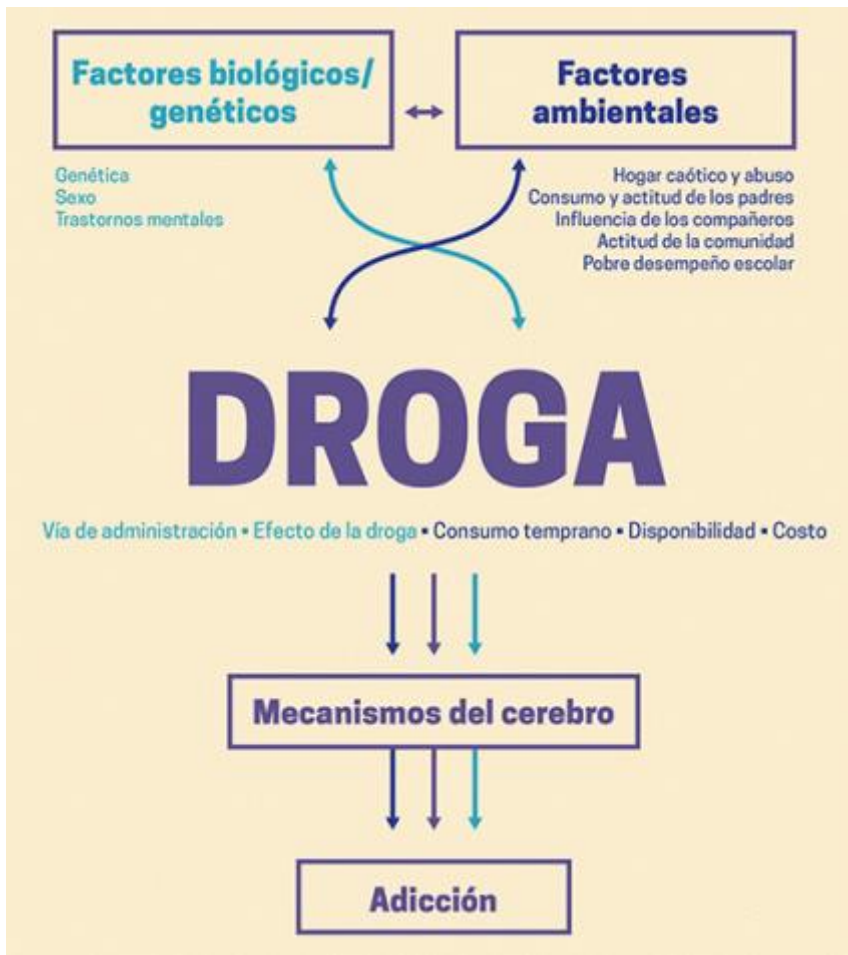 Factores biológicos/
genéticos
Factores
ambientales
Genética
Sexo
Trastornos mentales
Hogar caótico y abuso
Consumo y actitud de los padres
Influencia de los compañeros
Actitud de la comunidad
Pobre desempeño escolar
DROGA
Vía de administración ▪ Efecto de la droga ▪ Consumo temprano ▪ Disponibilidad ▪ Costo
Mecanismos del cerebro
Adicción